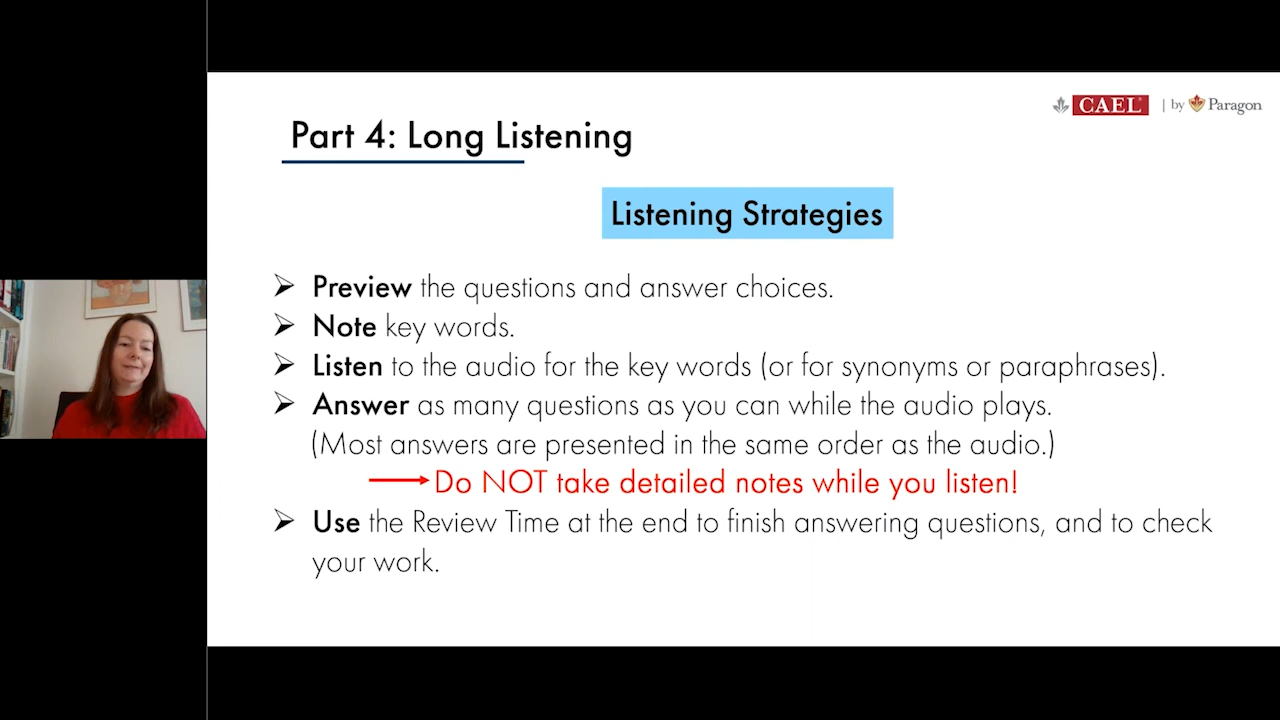 CAEL | by Paragon
Part 4: Long Listening
Listening Strategies
➢ Preview the questions and answer choices.
➢ Note key words.
➢ Listen to the audio for the key words (or for synonyms or paraphrases).
➢ Answer as many questions as you can while the audio plays.
(Most answers are presented in the same order as the audio.)
Do NOT take detailed notes while you listen!
➢ Use the Review Time at the end to finish answering questions, and to check
your work.